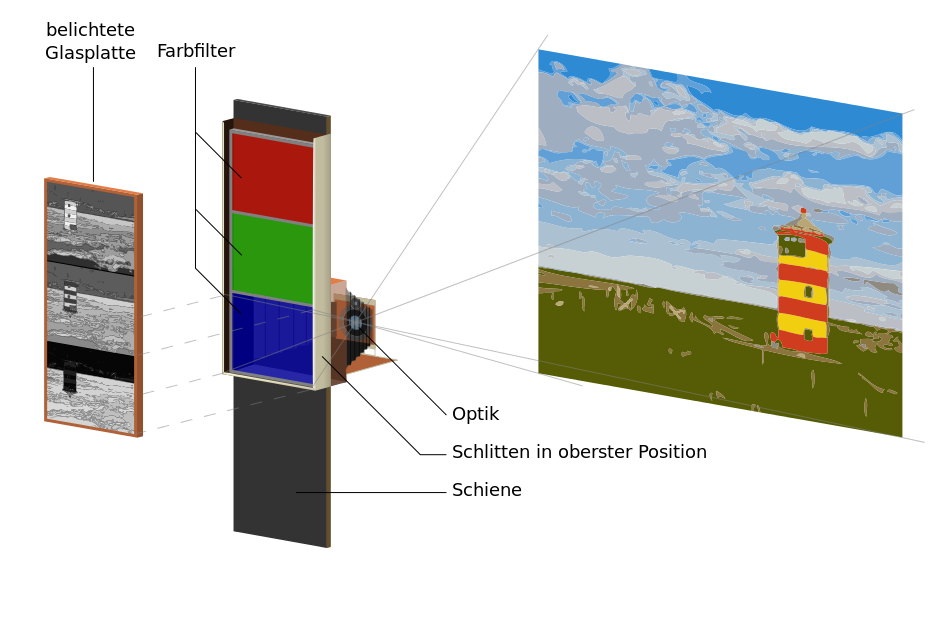 belichtete
Glasplatte
Farbfilter
Optik
Schlitten in oberster Position
Schiene